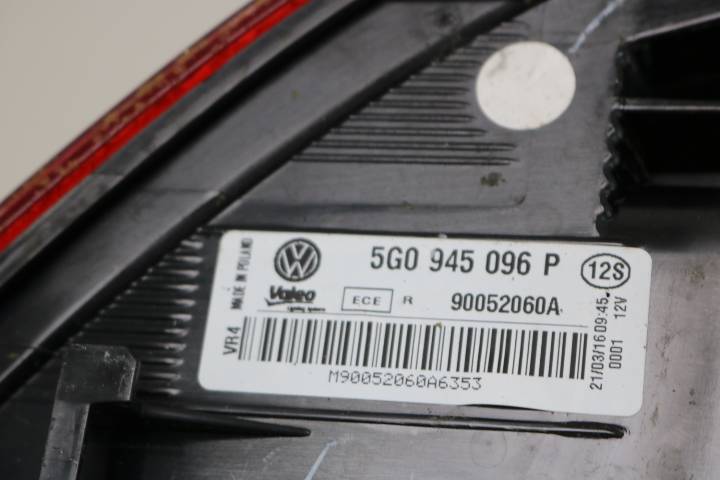 5G0 945 096 P
12S
MADE IN POLAND
Valeo
ECE R 90052060A
VR4
M90052060A6353
21/03/16 09:45
0001 12V